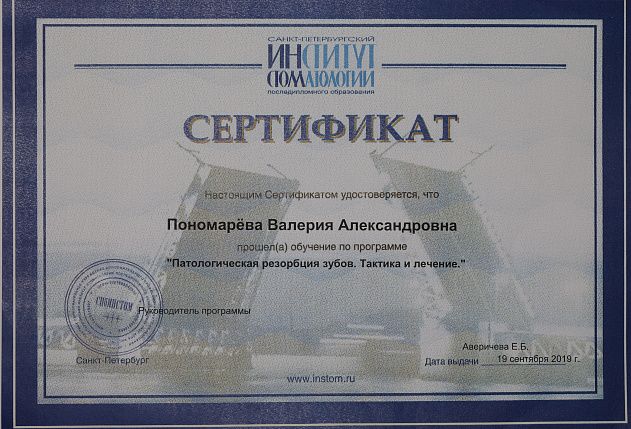 САНКТ-ПЕТЕРБУРГСКИЙ
ИНСТИТУТ
СТОМАТОЛОГИИ
последипломного образования
СЕРТИФИКАТ
Настоящим Сертификатом удостоверяется, что
Пономарёва Валерия Александровна
прошел(а) обучение по программе
"Патологическая резорбция зубов. Тактика и лечение."
СПбИНСТОМ
Руководитель программы
Аверичева Е.Б.
Санкт-Петербург
Дата выдачи 19 сентября 2019 г.
www.instom.ru